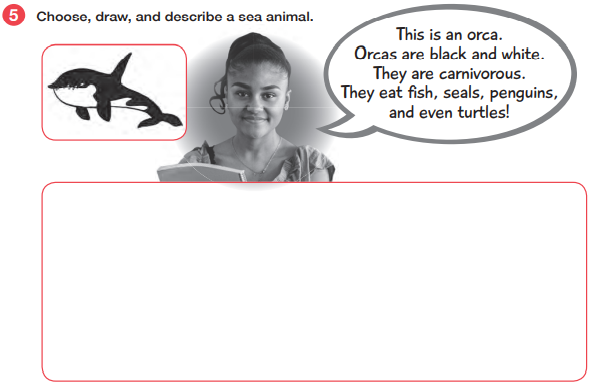 5 Choose, draw, and describe a sea animal.
This is an orca.
Orcas are black and white.
They are carnivorous.
They eat fish, seals, penguins,
and even turtles!